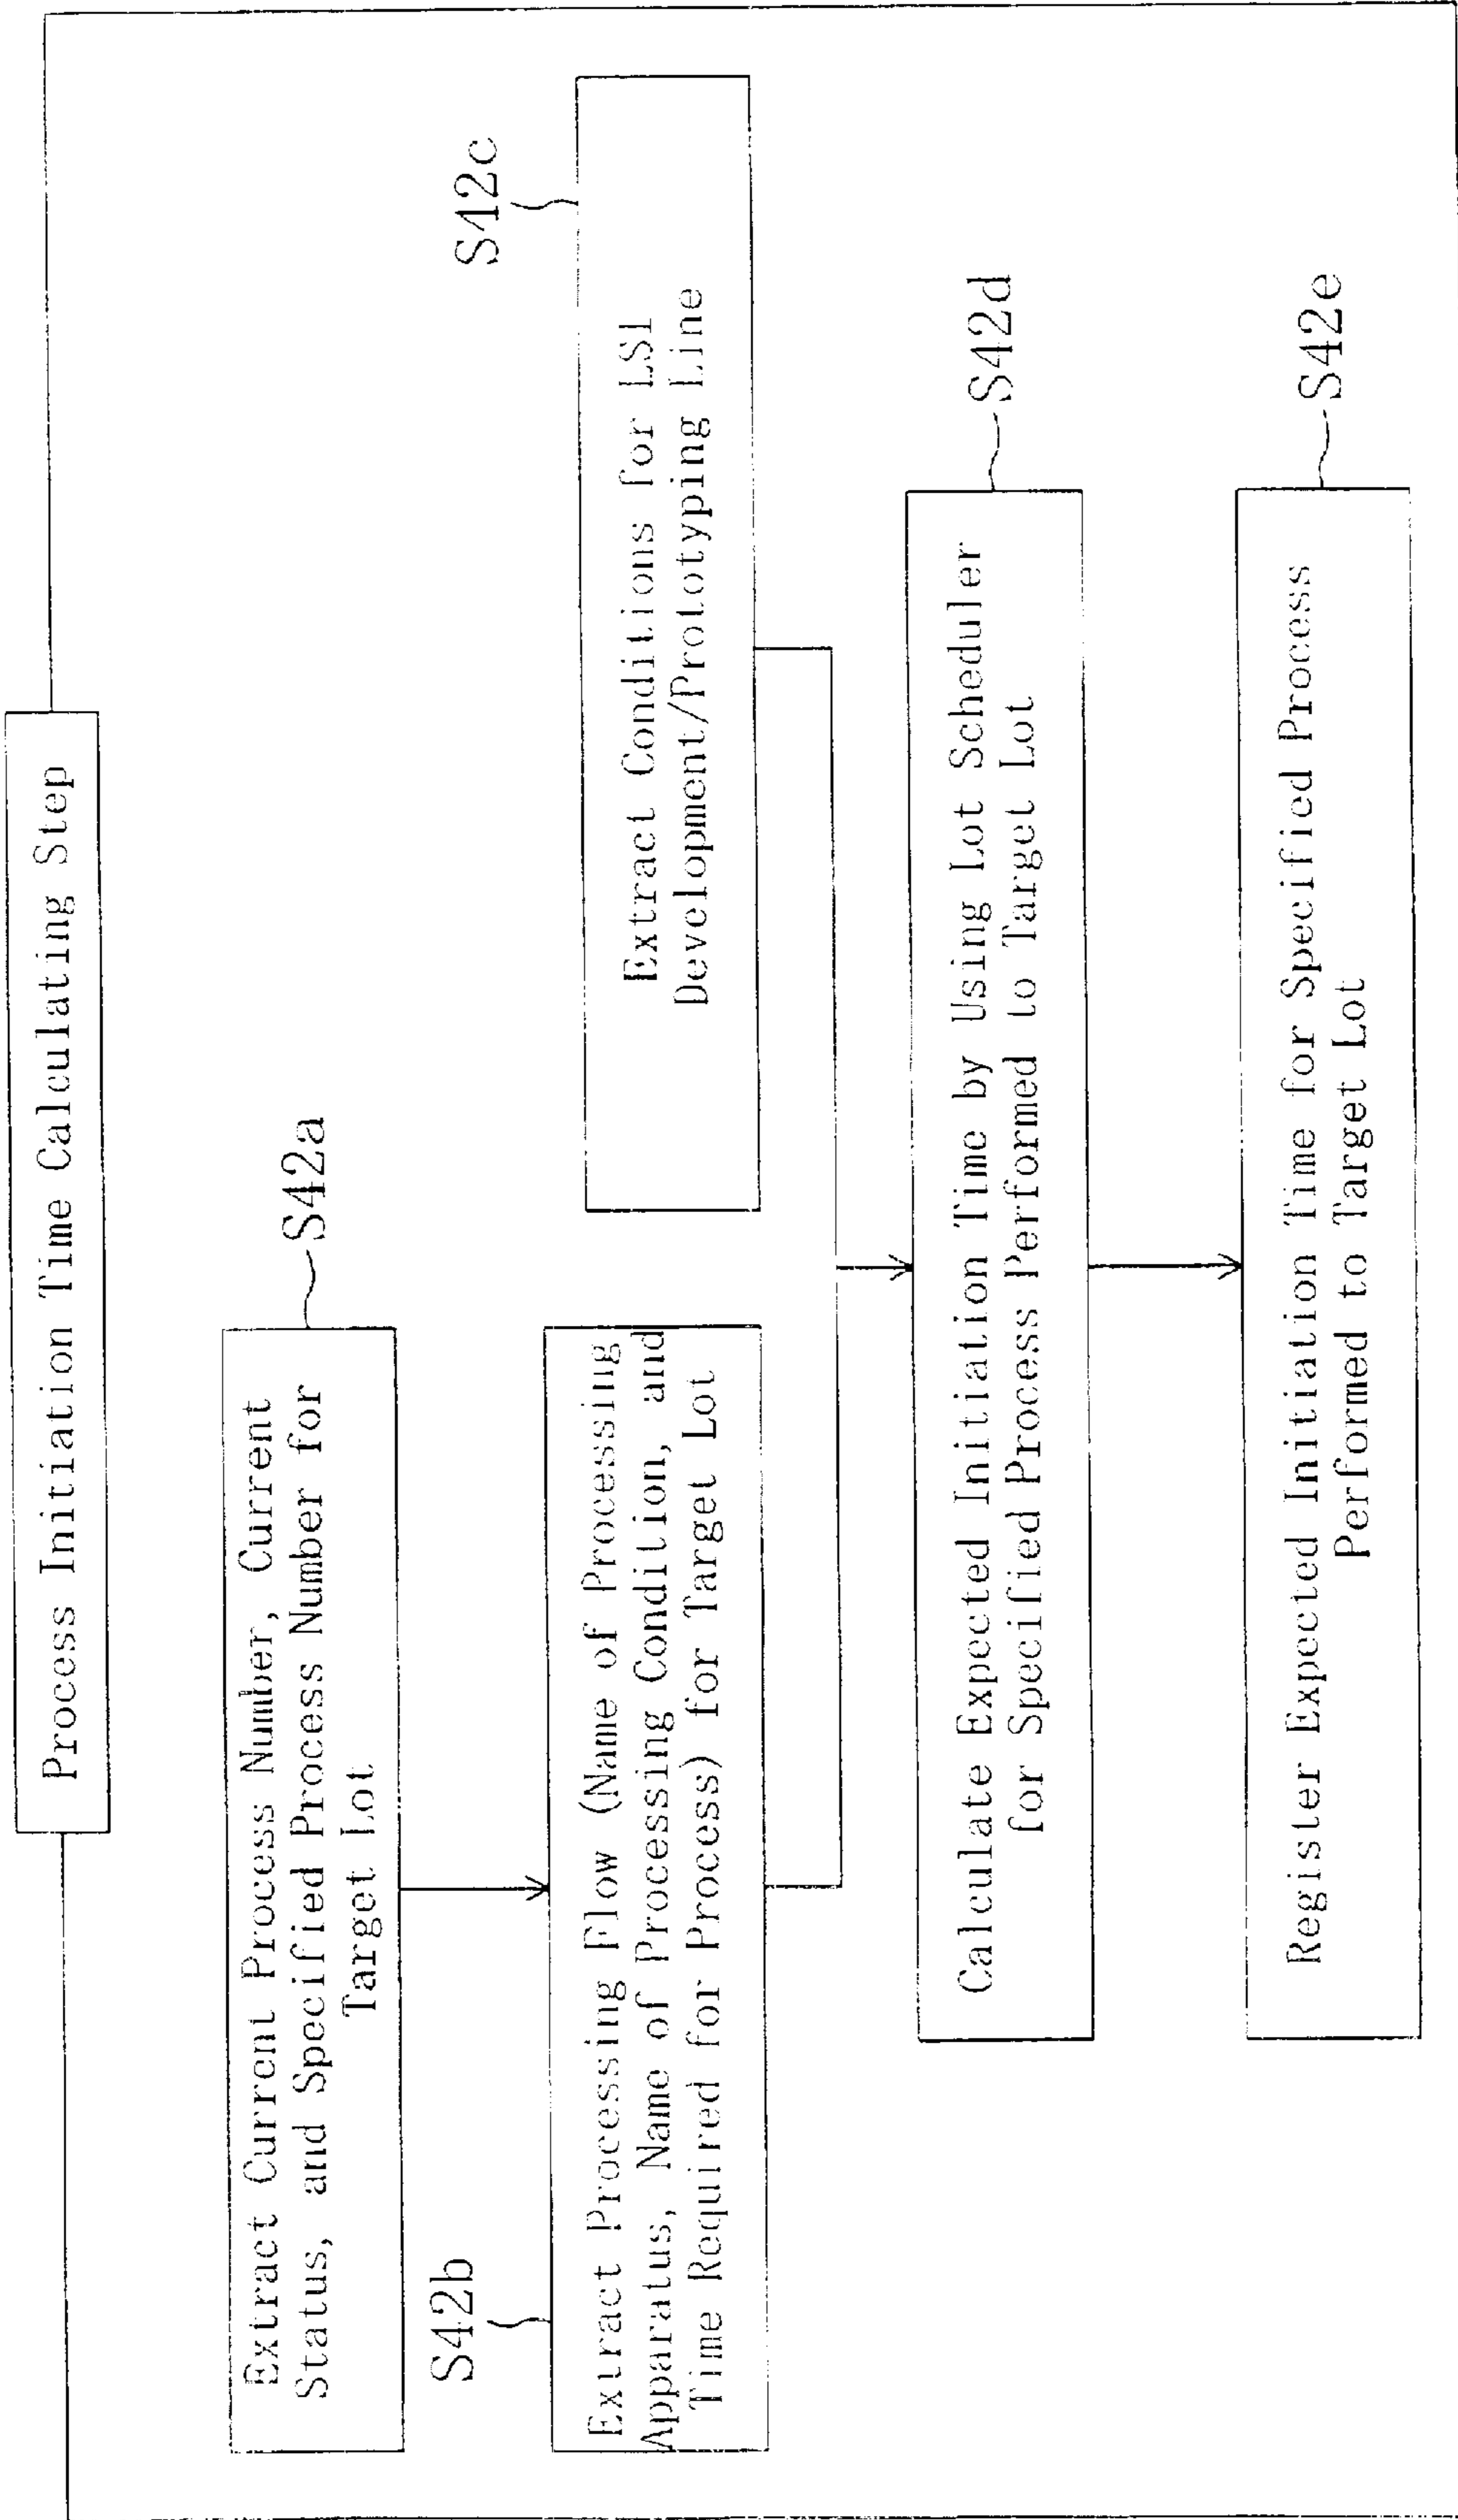 Process Initiation Time Calculating Step
Extract Current Process Number, Current
Status, and Specified Process Number for
Target Lot
S42a
S42b
Extract Processing Flow (Name of Processing
Apparatus, Name of Processing Condition, and
Time Required for Process) for Target Lot
S42c
Extract Conditions for LSI
Development/Prototyping Line
Calculate Expected Initiation Time by Using Lot Scheduler
for Specified Process Performed to Target Lot
S42d
Register Expected Initiation Time for Specified Process
Performed to Target Lot
S42e